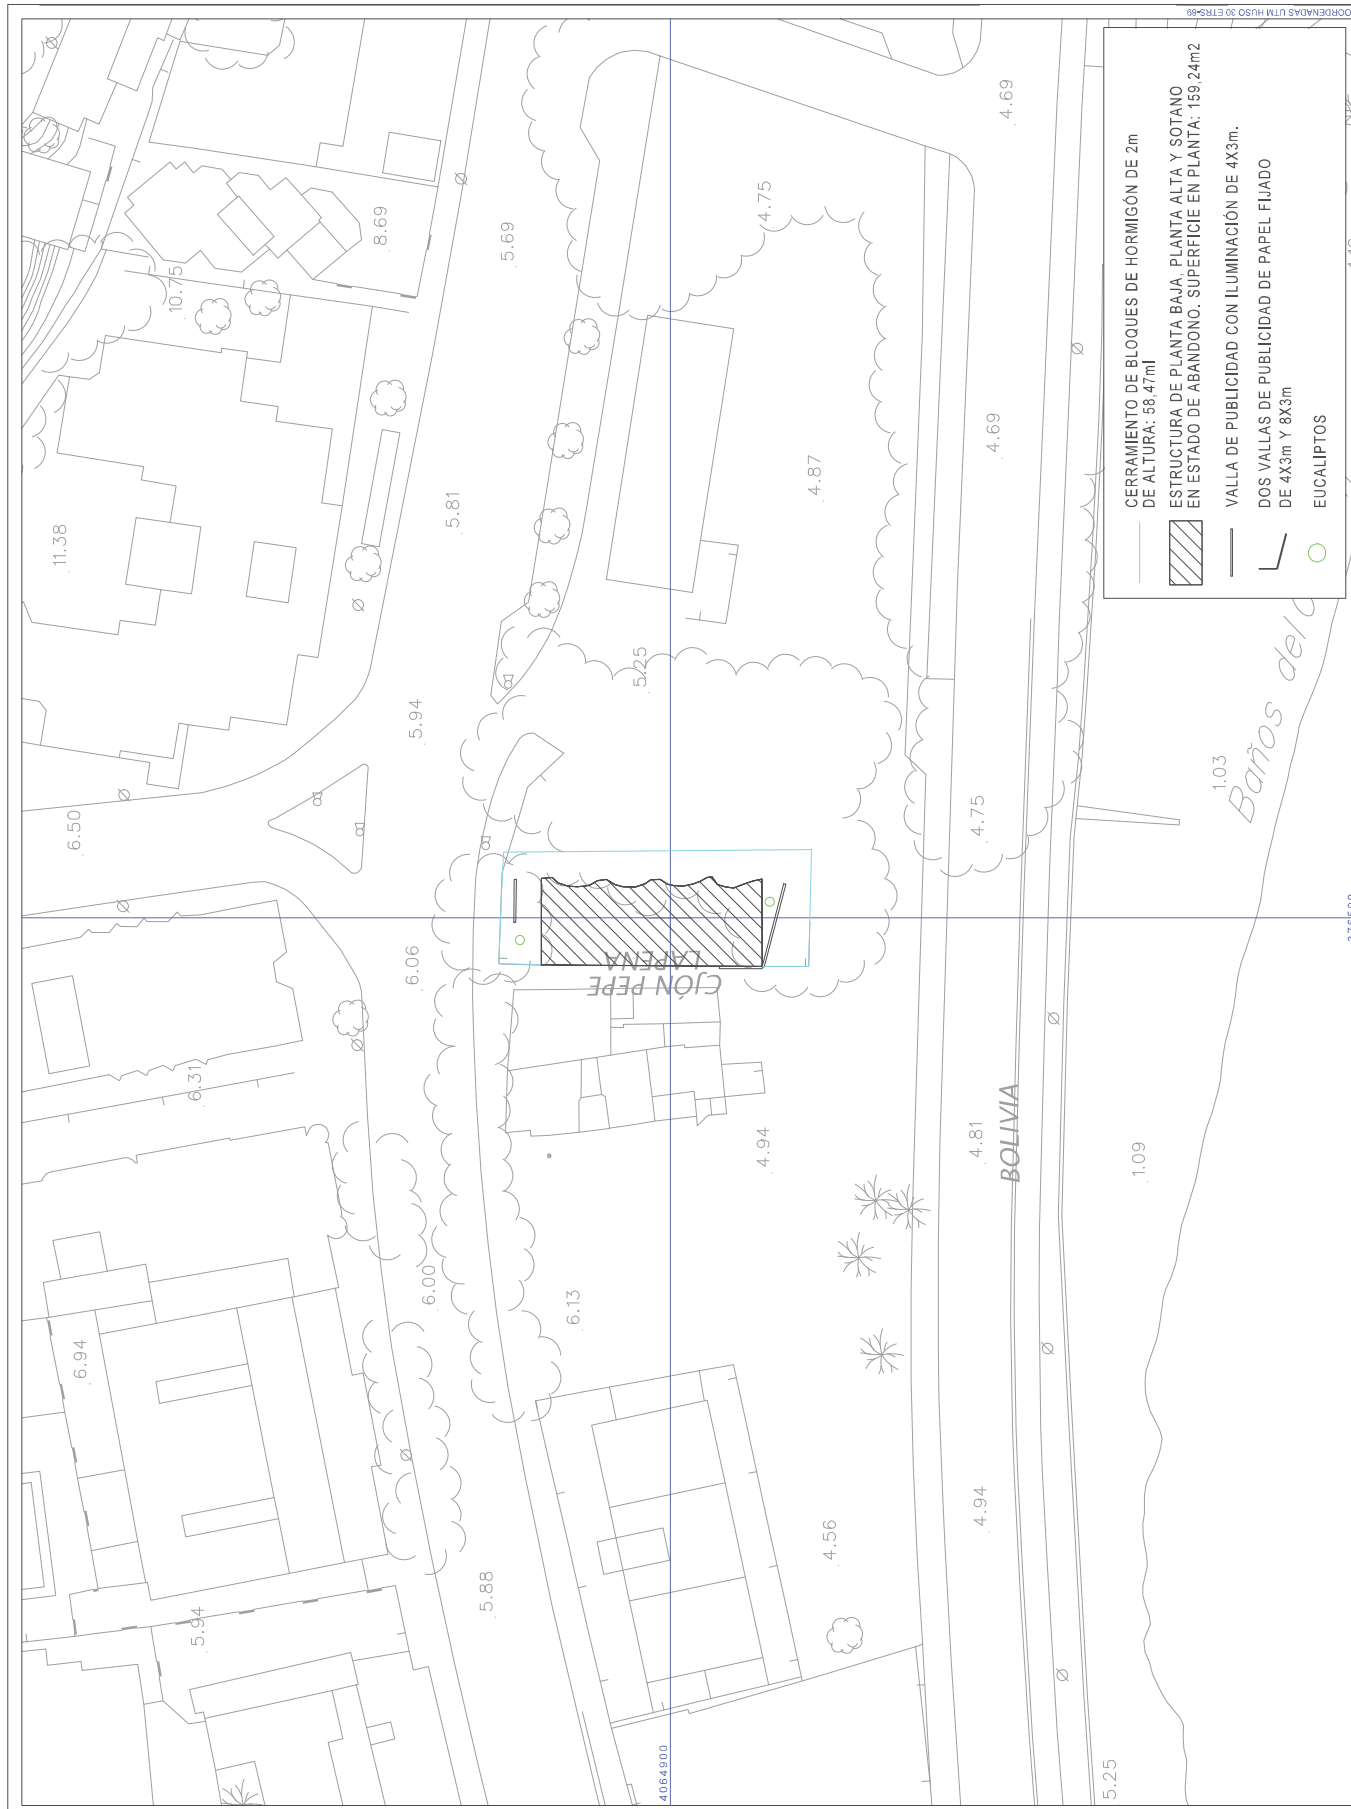 COORDENADAS UTM HUSO 30 ETRS-89
CERRAMIENTO DE BLOQUES DE HORMIGÓN DE 2m
DE ALTURA: 58,47ml
ESTRUCTURA DE PLANTA BAJA, PLANTA ALTA Y SOTANO
EN ESTADO DE ABANDONO. SUPERFICIE EN PLANTA: 159,24m2
VALLA DE PUBLICIDAD CON ILUMINACIÓN DE 4X3m.
DOS VALLAS DE PUBLICIDAD DE PAPEL FIJADO
DE 4X3m Y 8X3m
EUCALIPTOS
10.75
8.69
5.69
4.75
4.69
11.38
5.81
4.87
4.69
5.94
5.25
6.50
4.75
1.03
Baños del
6.06
CJÓN PEPE
LAPEÑA
6.31
4.94
4.81
BOLIVIA
1.09
6.94
6.00
6.13
5.94
5.88
4.56
4.94
5.25
4064900